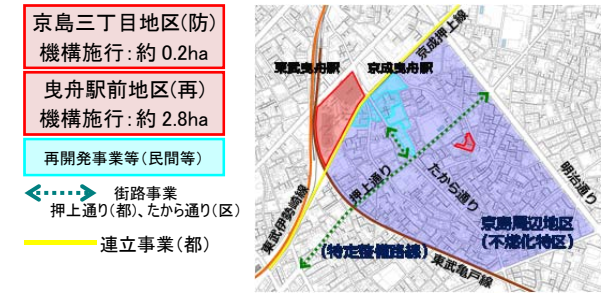 京島三丁目地区(防)
機構施行:約 0.2ha
曳舟駅前地区(再)
機構施行:約 2.8ha
再開発事業等(民間等)
街路事業
押上通り(都)、たから通り(区)
連立事業(都)
東武曳舟駅
京成曳舟駅
京成押上線
明治通り
押上通り
たから通り
京島周辺地区
(不燃化特区)
(特定整備路線)
東武伊勢崎線
東武亀戸線